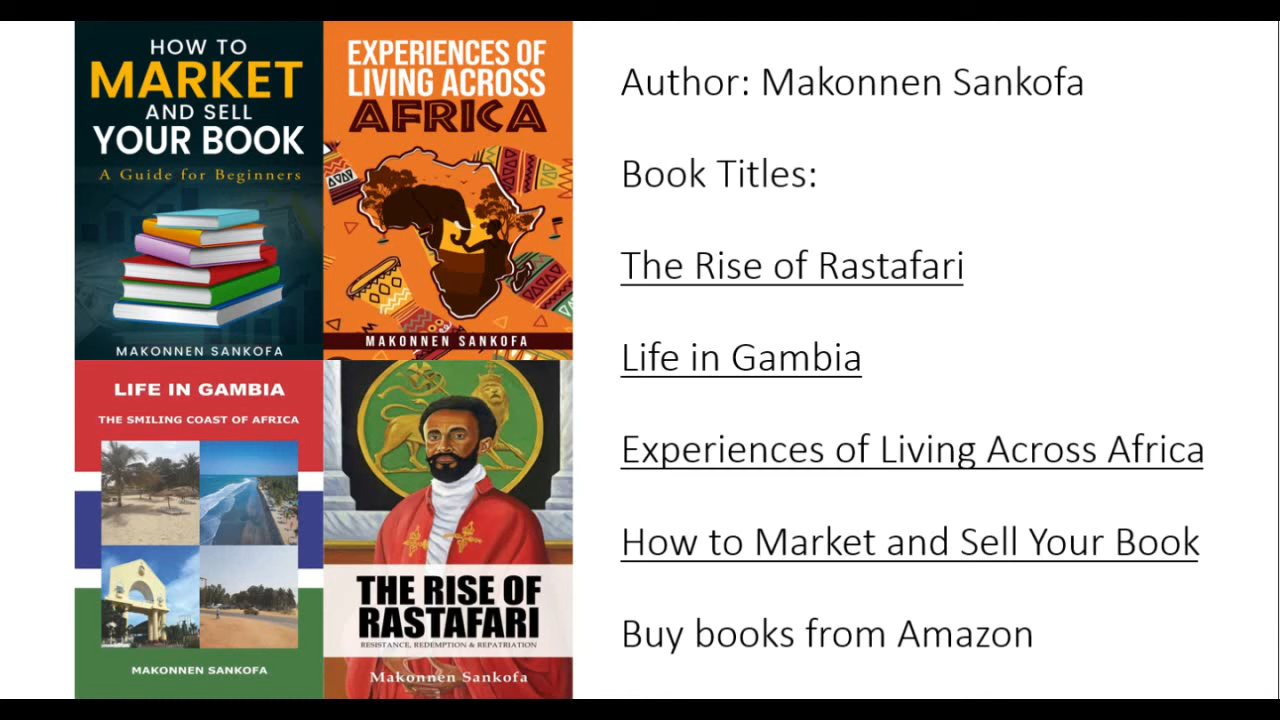 HOW TO
MARKET
AND SELL
YOUR BOOK
A Guide for Beginners
MAKONNEN SANKOFA
EXPERIENCES OF
LIVING ACROSS
AFRICA
MAKONNEN SANKOFA
LIFE IN GAMBIA
THE SMILING COAST OF AFRICA
MAKONNEN SANKOFA
THE RISE OF
RASTAFARI
RESISTANCE, REDEMPTION & REPATRIATION
Makonnen Sankofa
Author: Makonnen Sankofa
Book Titles:
The Rise of Rastafari
Life in Gambia
Experiences of Living Across Africa
How to Market and Sell Your Book
Buy books from Amazon